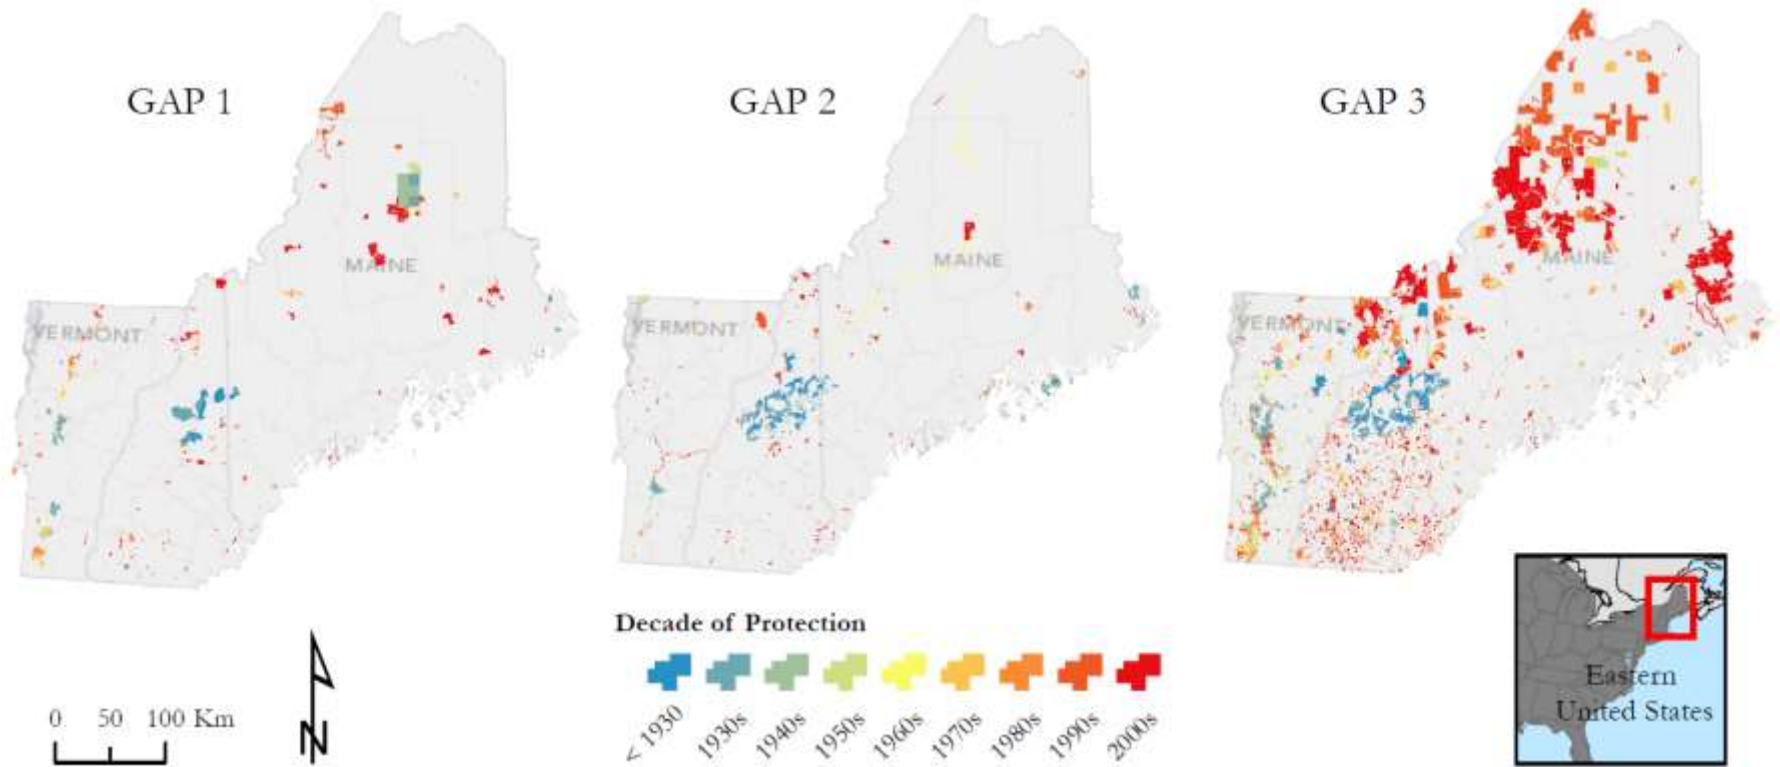 GAP 1
GAP 2
GAP 3
MAINE
MAINE
MAINE
VERMONT
VERMONT
VERMONT
Decade of Protection
< 1930
1930s
1940s
1950s
1960s
1970s
1980s
1990s
2000s
0 50 100 Km
N
Eastern
United States